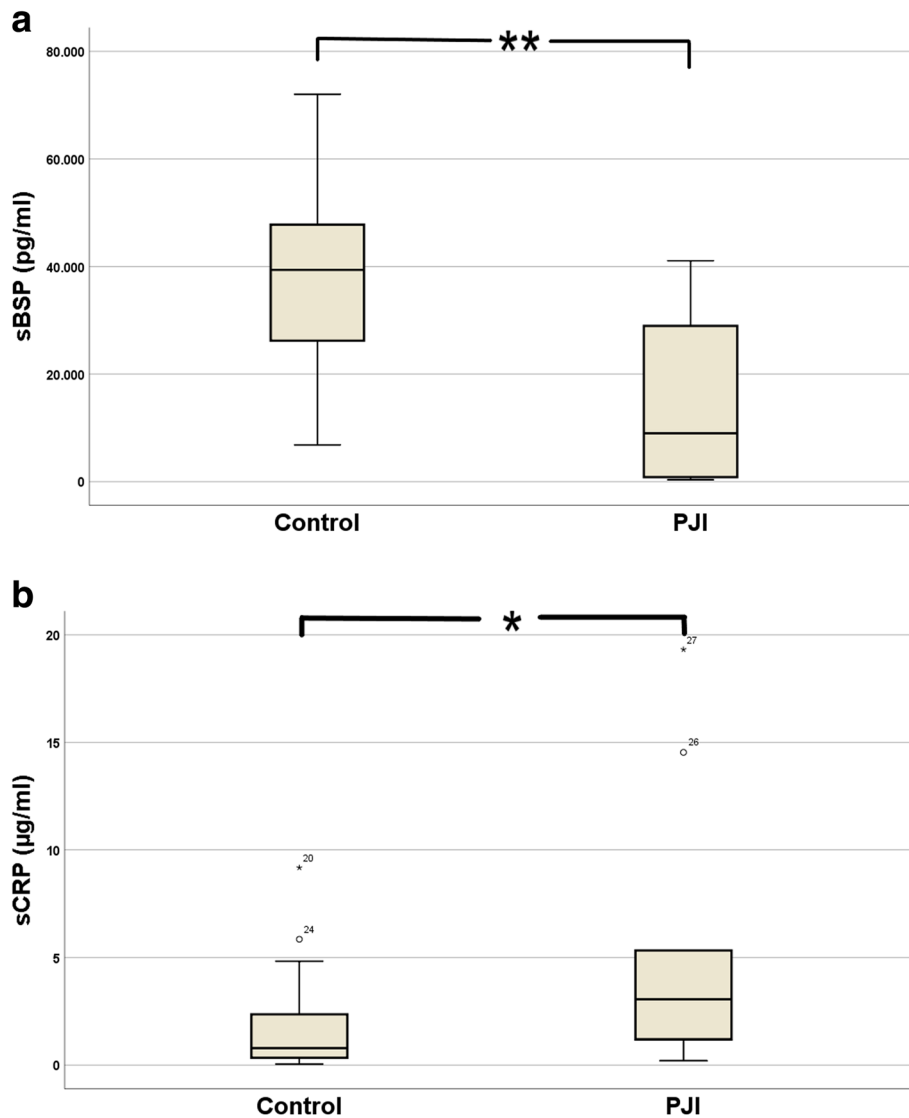 a
**
80.000
60.000
40.000
20.000
0
sBSP (pg/ml)
Control PJI
b
*
20
15
10
5
0
sCRP (µg/ml)
27
26
20
24
Control PJI